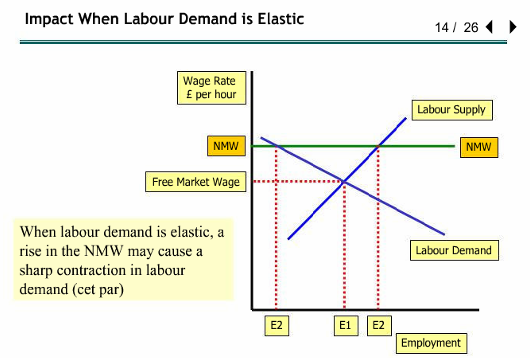 Impact When Labour Demand is Elastic
14 / 26
Wage Rate
£ per hour
Labour Supply
NMW
NMW
Free Market Wage
When labour demand is elastic, a
rise in the NMW may cause a
sharp contraction in labour
demand (cet par)
Labour Demand
E2
E1
E2
Employment